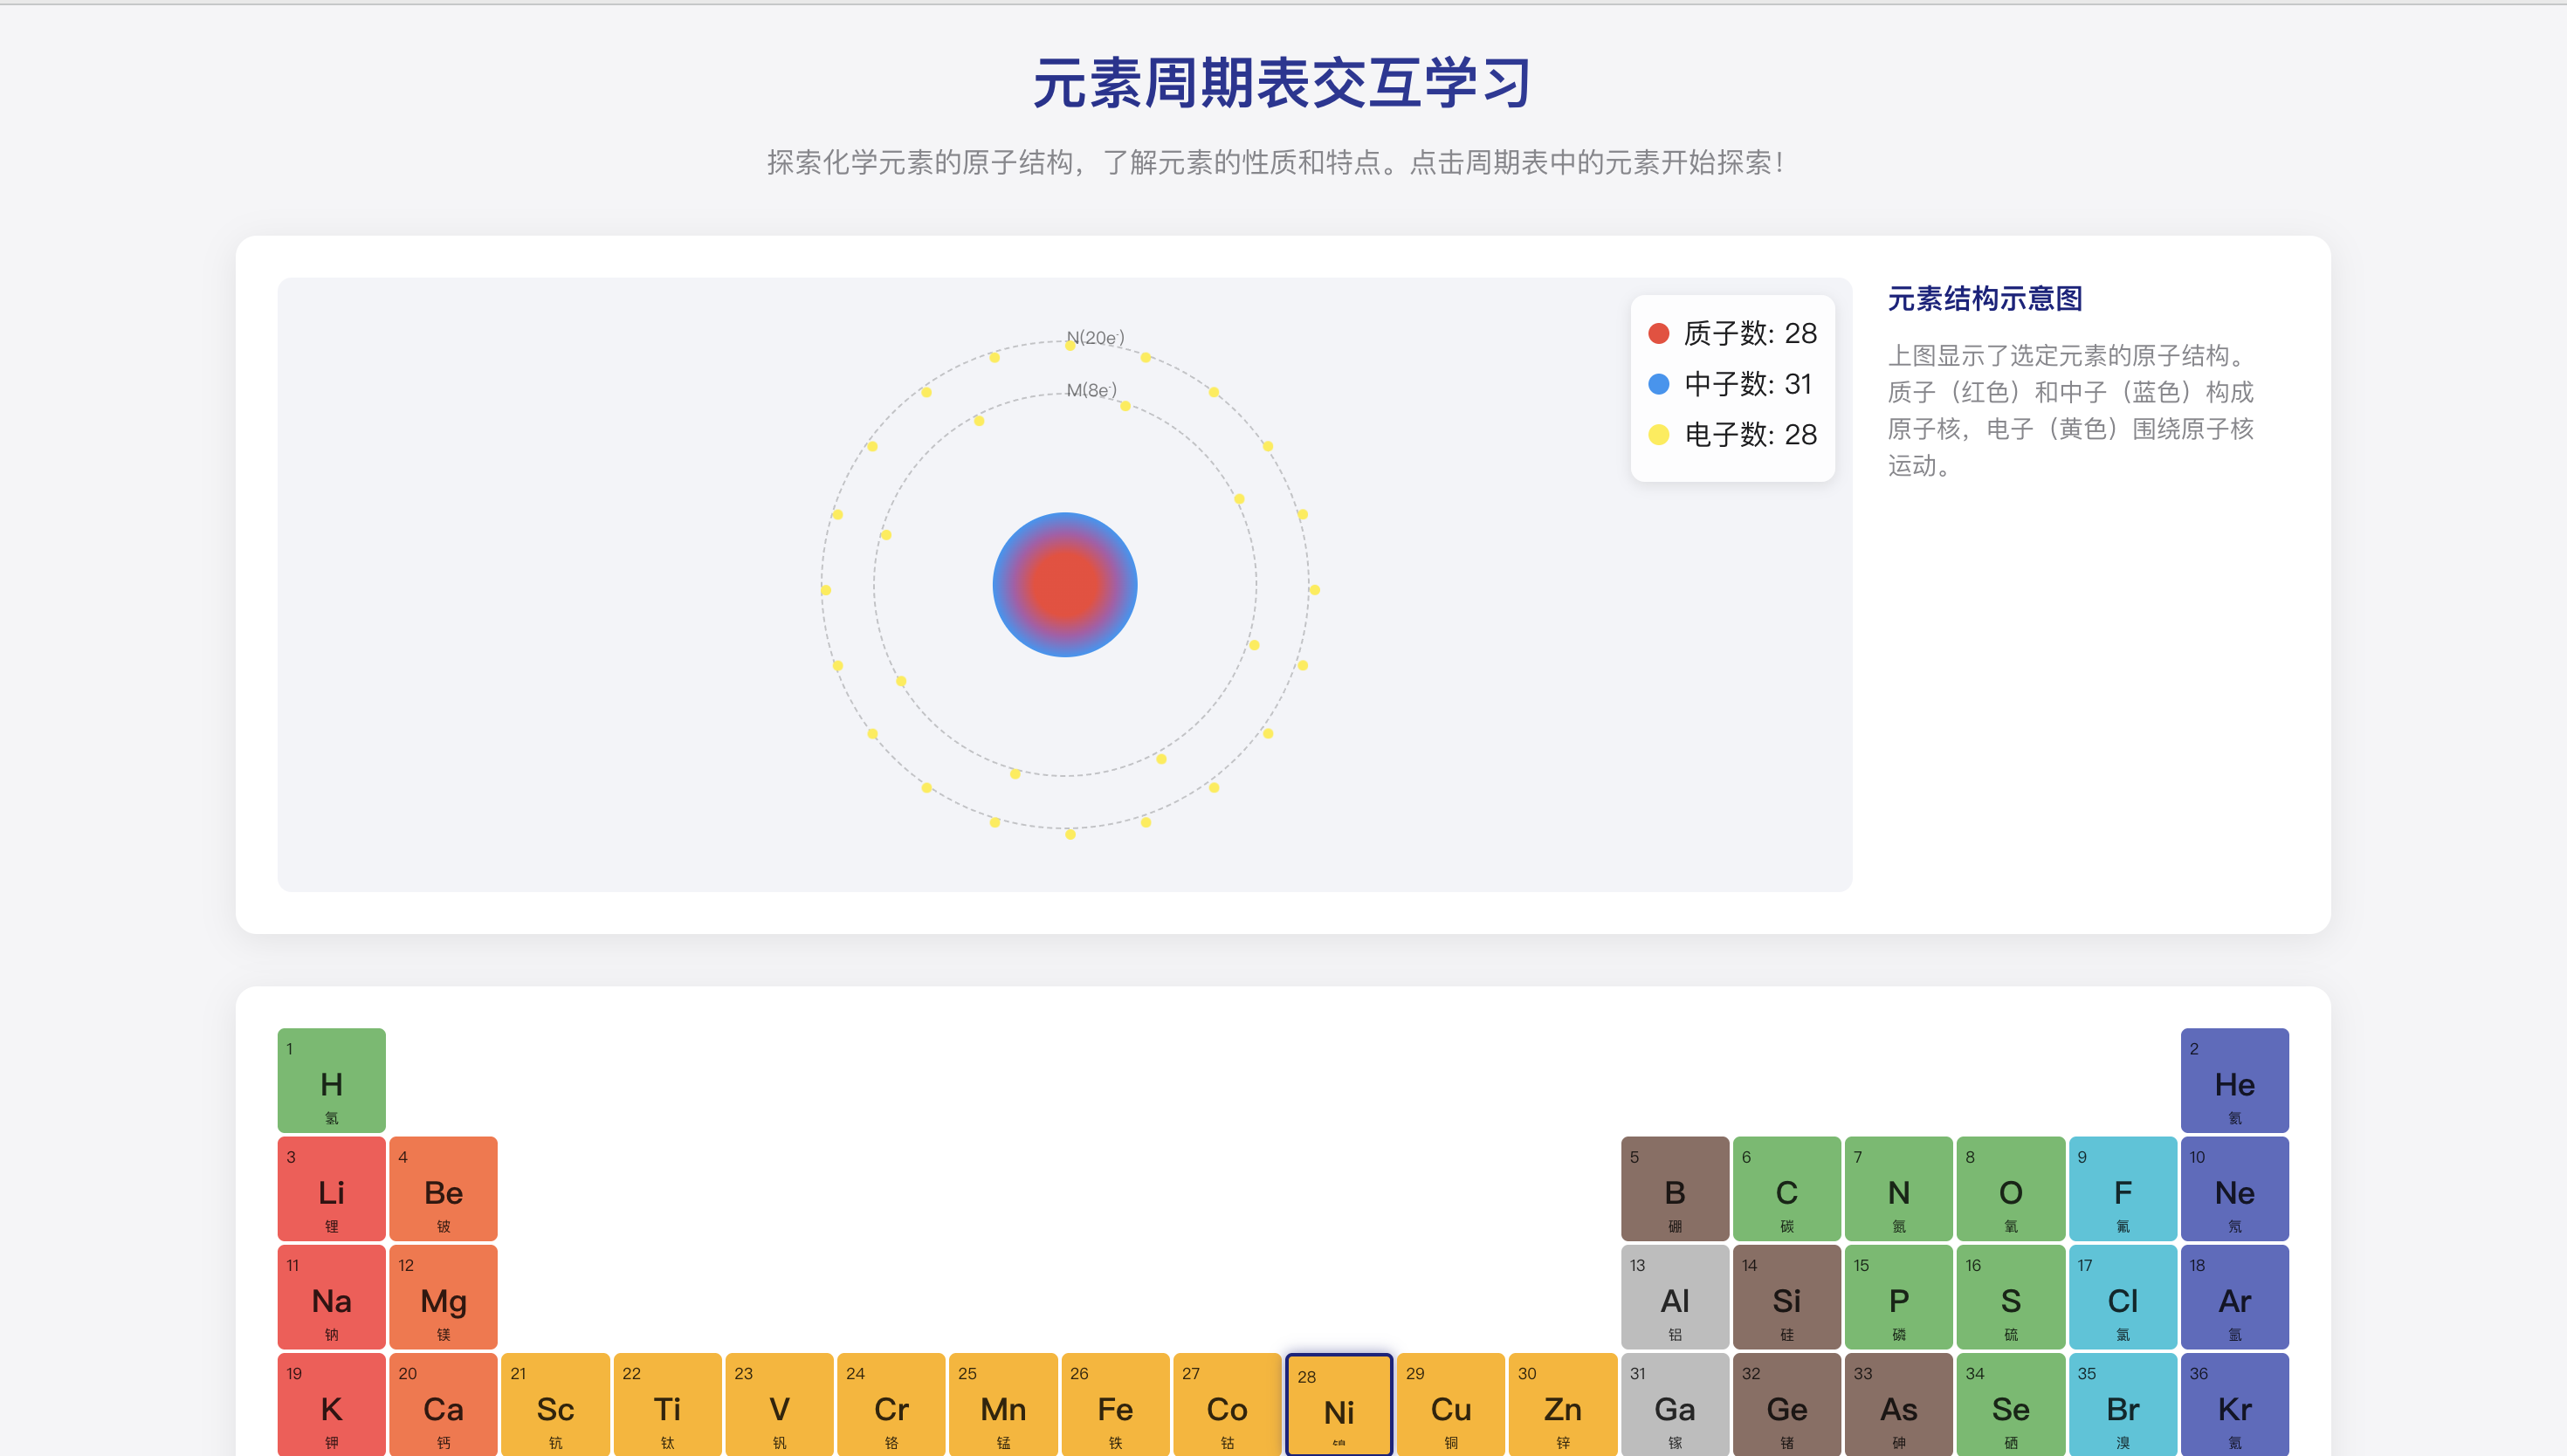 元素周期表交互学习
探索化学元素的原子结构，了解元素的性质和特点。点击周期表中的元素开始探索！
N(20e-)
M(8e-)
质子数: 28
中子数: 31
电子数: 28
元素结构示意图
上图显示了选定元素的原子结构。
质子（红色）和中子（蓝色）构成
原子核，电子（黄色）围绕原子核
运动。
1 2
H He
氢 氦
3 4 5 6 7 8 9 10
Li Be B C N O F Ne
锂 铍 硼 碳 氮 氧 氟 氖
11 12 13 14 15 16 17 18
Na Mg Al Si P S Cl Ar
钠 镁 铝 硅 磷 硫 氯 氩
19 20 21 22 23 24 25 26 27 28 29 30 31 32 33 34 35 36
K Ca Sc Ti V Cr Mn Fe Co Ni Cu Zn Ga Ge As Se Br Kr
钾 钙 钪 钛 钒 铬 锰 铁 钴 铜 锌 镓 锗 砷 硒 溴 氪